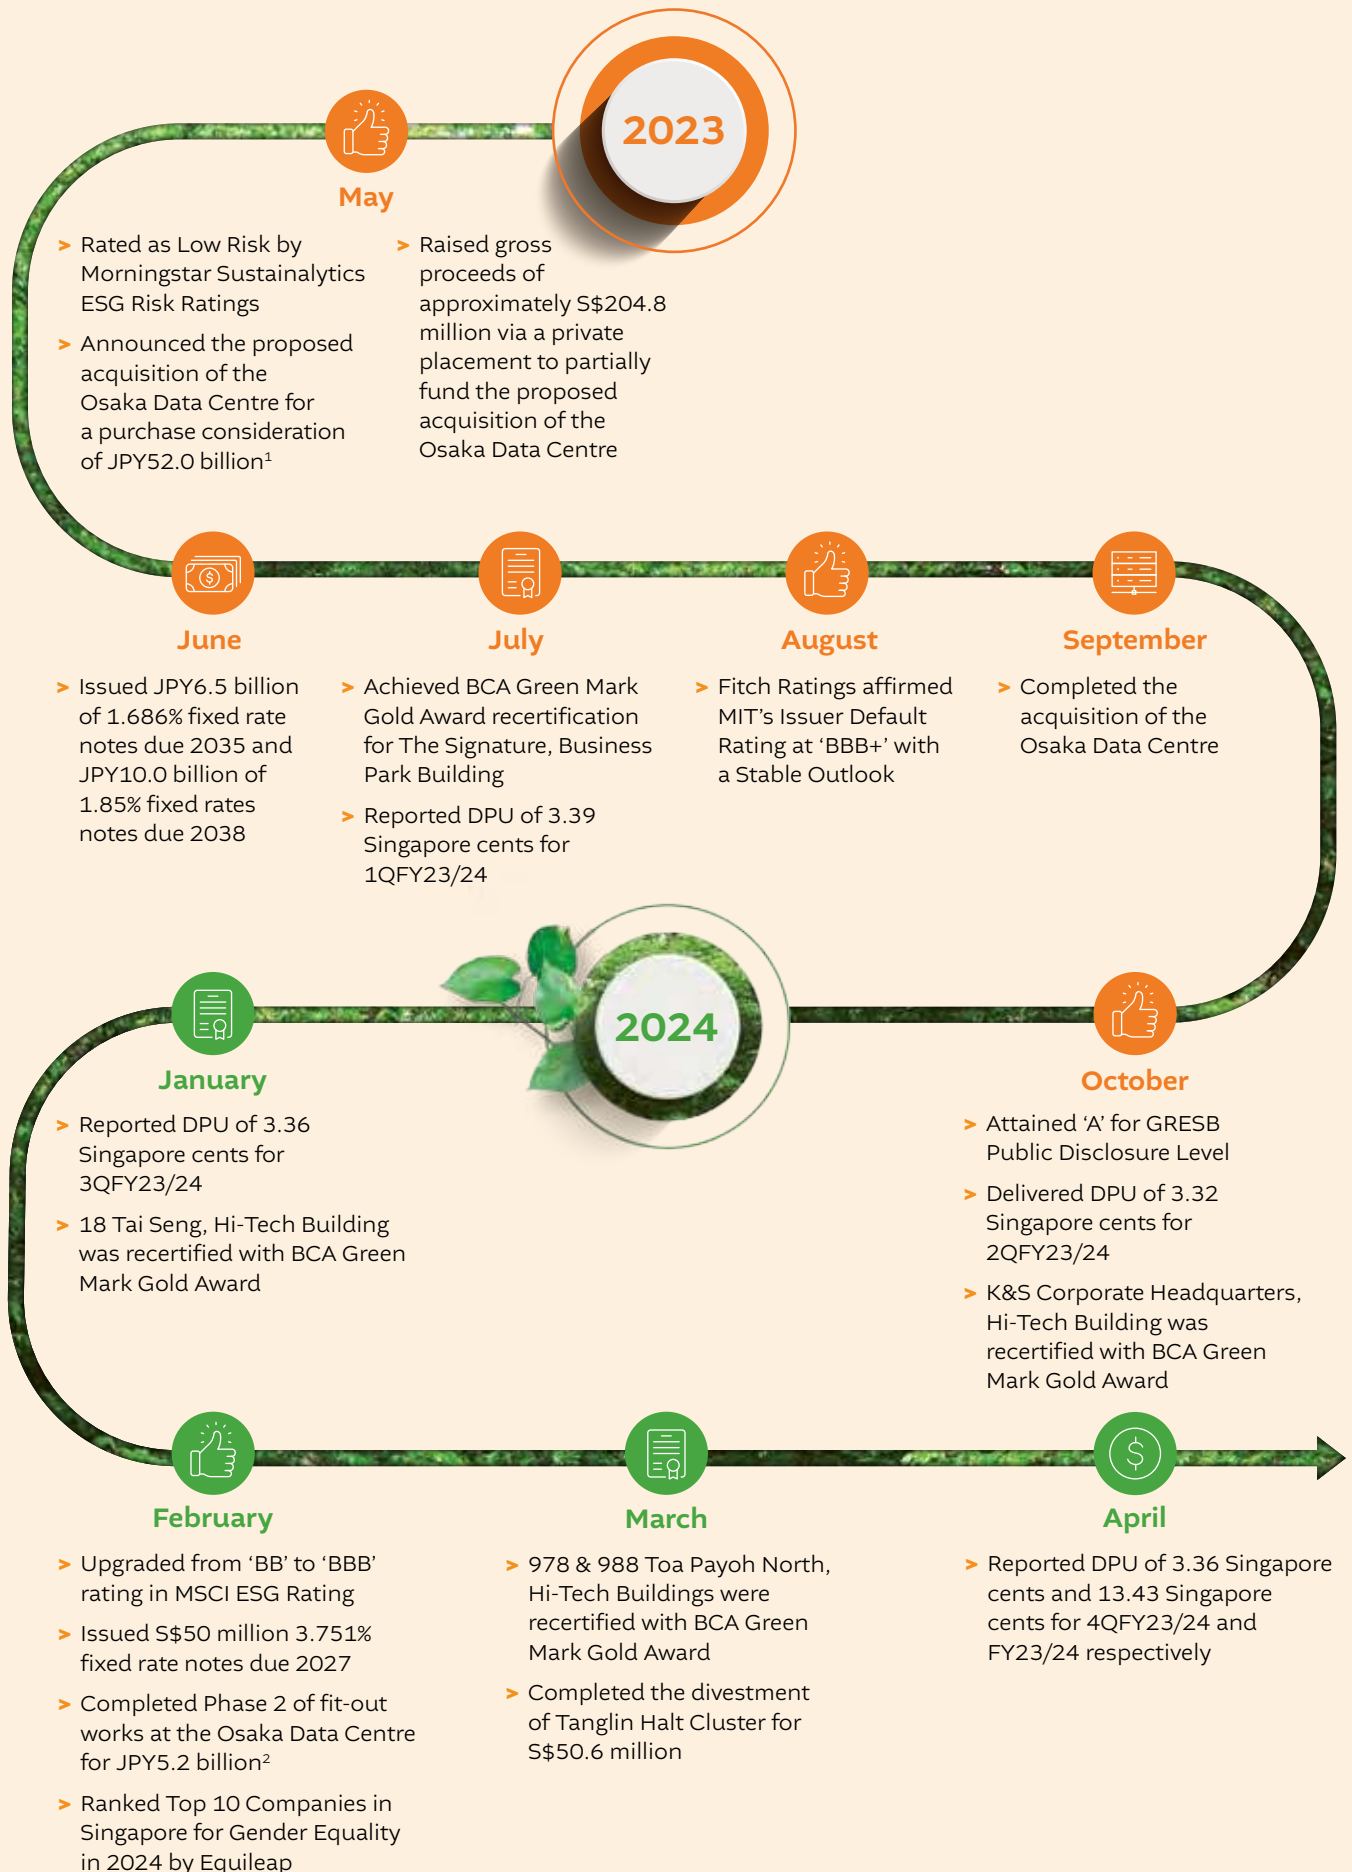 2023
May
> Rated as Low Risk by
Morningstar Sustainalytics
ESG Risk Ratings
> Announced the proposed
acquisition of the
Osaka Data Centre for
a purchase consideration
of JPY52.0 billion¹
> Raised gross
proceeds of
approximately S$204.8
million via a private
placement to partially
fund the proposed
acquisition of the
Osaka Data Centre
June
> Issued JPY6.5 billion
of 1.686% fixed rate
notes due 2035 and
JPY10.0 billion of
1.85% fixed rates
notes due 2038
July
> Achieved BCA Green Mark
Gold Award recertification
for The Signature, Business
Park Building
> Reported DPU of 3.39
Singapore cents for
1QFY23/24
August
> Fitch Ratings affirmed
MIT’s Issuer Default
Rating at ‘BBB+’ with
a Stable Outlook
September
> Completed the
acquisition of the
Osaka Data Centre
October
> Attained ‘A’ for GRESB
Public Disclosure Level
> Delivered DPU of 3.32
Singapore cents for
2QFY23/24
> K&S Corporate Headquarters,
Hi-Tech Building was
recertified with BCA Green
Mark Gold Award
2024
January
> Reported DPU of 3.36
Singapore cents for
3QFY23/24
> 18 Tai Seng, Hi-Tech Building
was recertified with BCA Green
Mark Gold Award
February
> Upgraded from ‘BB’ to ‘BBB’
rating in MSCI ESG Rating
> Issued S$50 million 3.751%
fixed rate notes due 2027
> Completed Phase 2 of fit-out
works at the Osaka Data Centre
for JPY5.2 billion²
> Ranked Top 10 Companies in
Singapore for Gender Equality
in 2024 by Equileap
March
> 978 & 988 Toa Payoh North,
Hi-Tech Buildings were
recertified with BCA Green
Mark Gold Award
> Completed the divestment
of Tanglin Halt Cluster for
S$50.6 million
April
> Reported DPU of 3.36 Singapore
cents and 13.43 Singapore
cents for 4QFY23/24 and
FY23/24 respectively